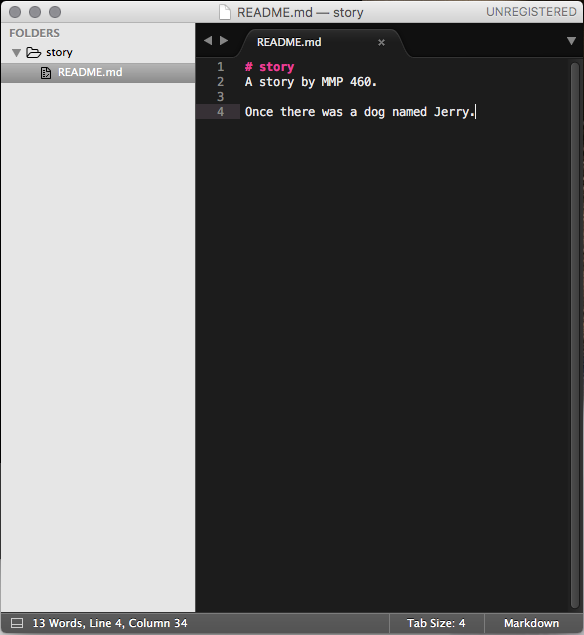 README.md — story
UNREGISTERED
FOLDERS
story
README.md
README.md
1 # story
2 A story by MMP 460.
3
4 Once there was a dog named Jerry.
13 Words, Line 4, Column 34
Tab Size: 4
Markdown